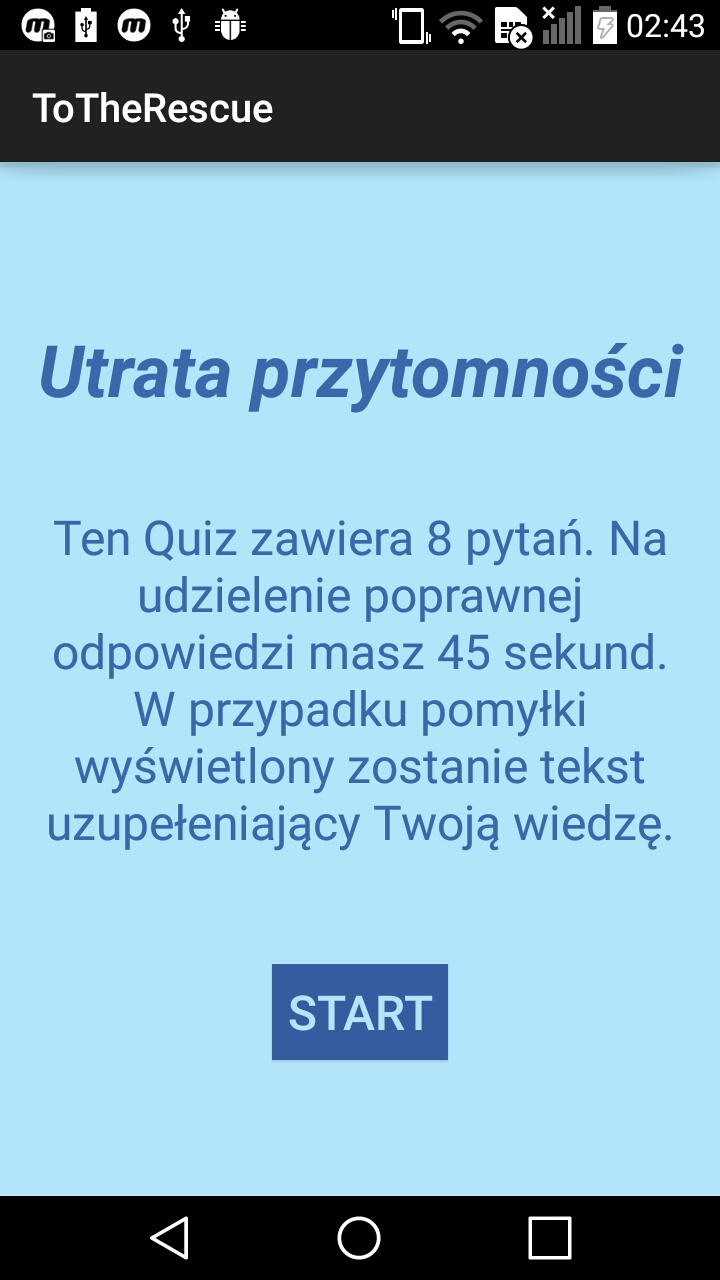 02:43
ToTheRescue
Utrata przytomności
Ten Quiz zawiera 8 pytań. Na
udzielenie poprawnej
odpowiedzi masz 45 sekund.
W przypadku pomyłki
wyświetlony zostanie tekst
uzupełeniający Twoją wiedzę.
START